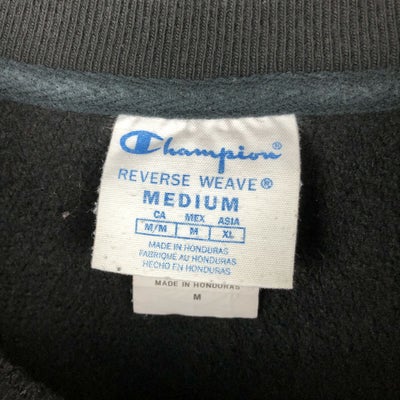 Champion
REVERSE WEAVE®
MEDIUM
CA MEX ASIA
M/M M XL
MADE IN HONDURAS
FABRIQUÉ AU HONDURAS
HECHO EN HONDURAS
MADE IN HONDURAS
M